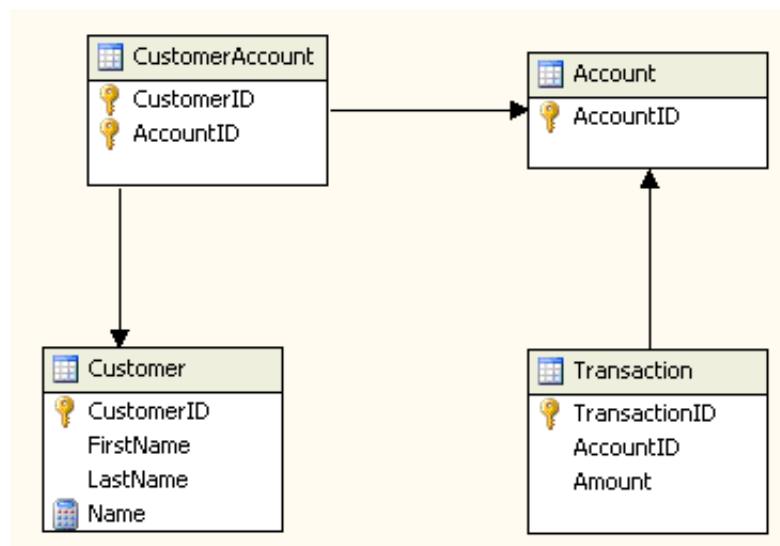 CustomerAccount
CustomerID
AccountID
Account
AccountID
Customer
CustomerID
FirstName
LastName
Name
Transaction
TransactionID
AccountID
Amount